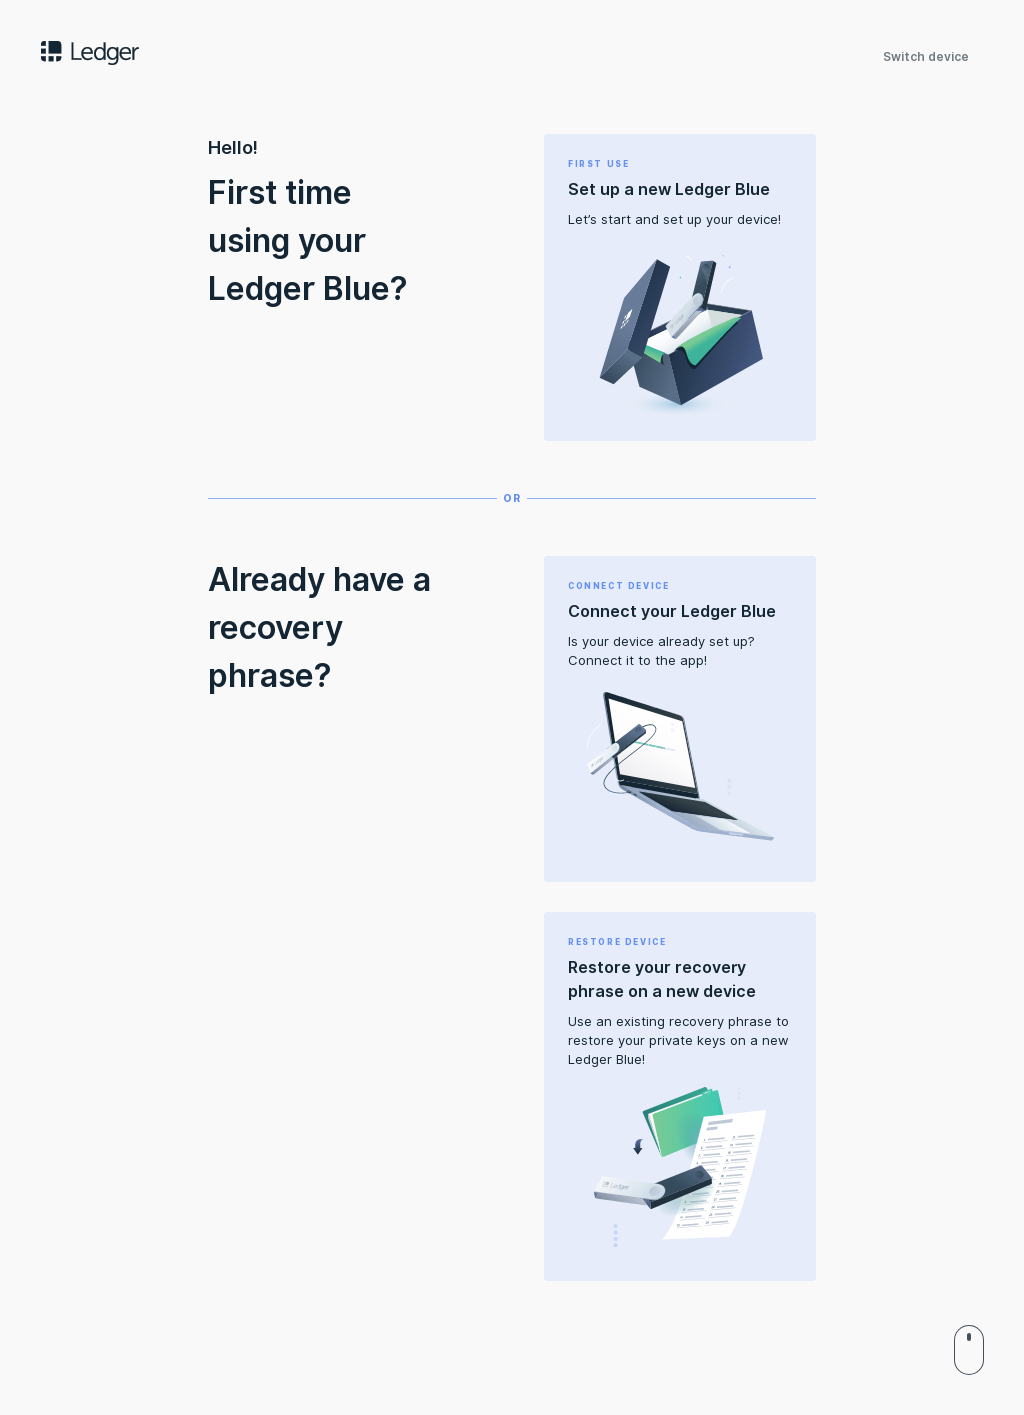 Ledger
Switch device
Hello!
First time
using your
Ledger Blue?
FIRST USE
Set up a new Ledger Blue
Let’s start and set up your device!
OR
Already have a
recovery
phrase?
CONNECT DEVICE
Connect your Ledger Blue
Is your device already set up?
Connect it to the app!
RESTORE DEVICE
Restore your recovery
phrase on a new device
Use an existing recovery phrase to
restore your private keys on a new
Ledger Blue!
Ledger